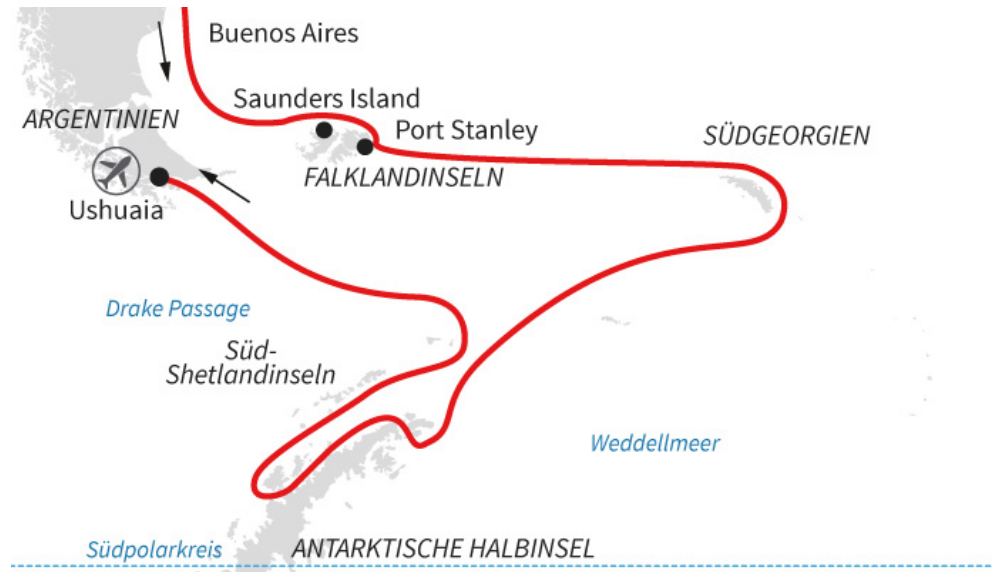 Buenos Aires
Saunders Island
ARGENTINIEN
Port Stanley
SÜDGEORGIEN
FALKLANDINSELN
Ushuaia
Drake Passage
Süd-
Shetlandinseln
Weddellmeer
Südpolarkreis
ANTARKTISCHE HALBINSEL